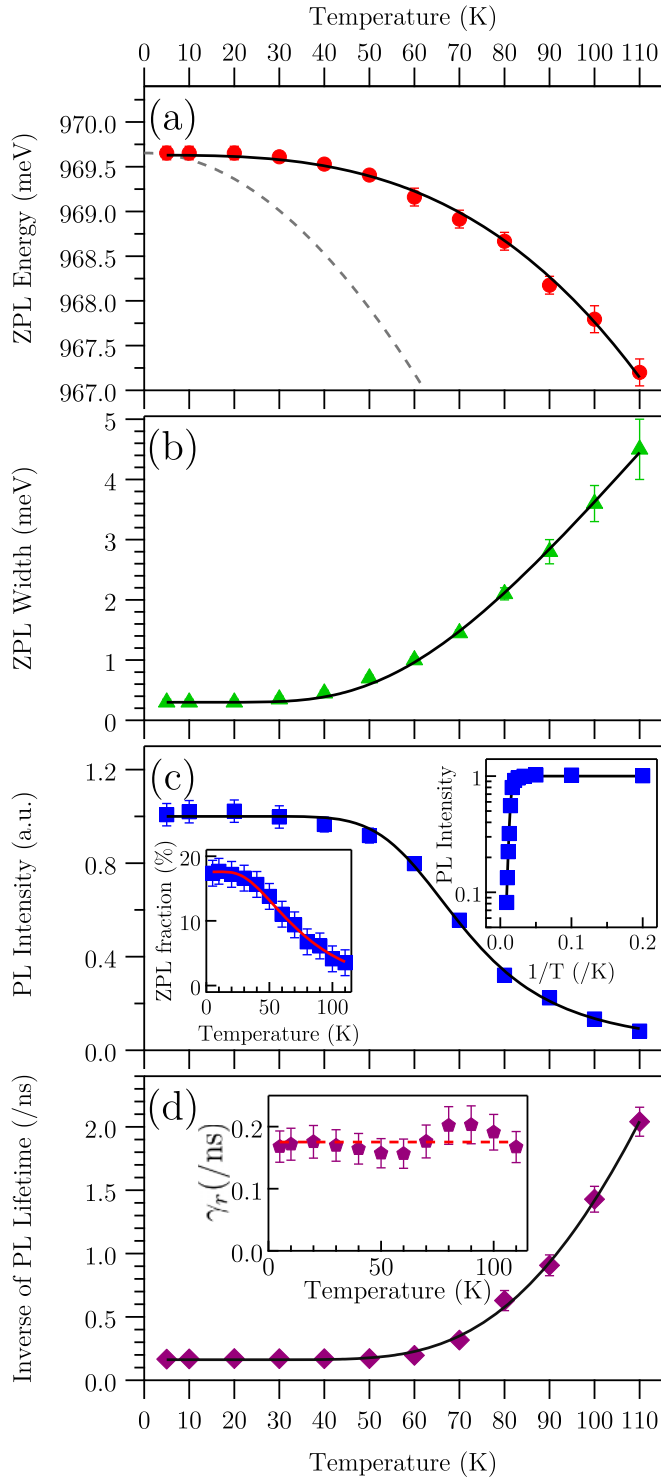 Temperature (K)
0 10 20 30 40 50 60 70 80 90 100 110
(a)
ZPL Energy (meV)
970.0
969.5
969.0
968.5
968.0
967.5
967.0
(b)
ZPL Width (meV)
5
4
3
2
1
0
(c)
PL Intensity (a.u.)
1.2
0.8
0.4
0.0
PL Intensity
1
0.1
0.0 0.1 0.2
1/T (/K)
ZPL fraction (%)
20
10
0
0 50 100
Temperature (K)
(d)
Inverse of PL Lifetime (/ns)
2.0
1.5
1.0
0.5
0.0
γr(/ns)
0.2
0.1
0.0
0 50 100
Temperature (K)
0 10 20 30 40 50 60 70 80 90 100 110
Temperature (K)